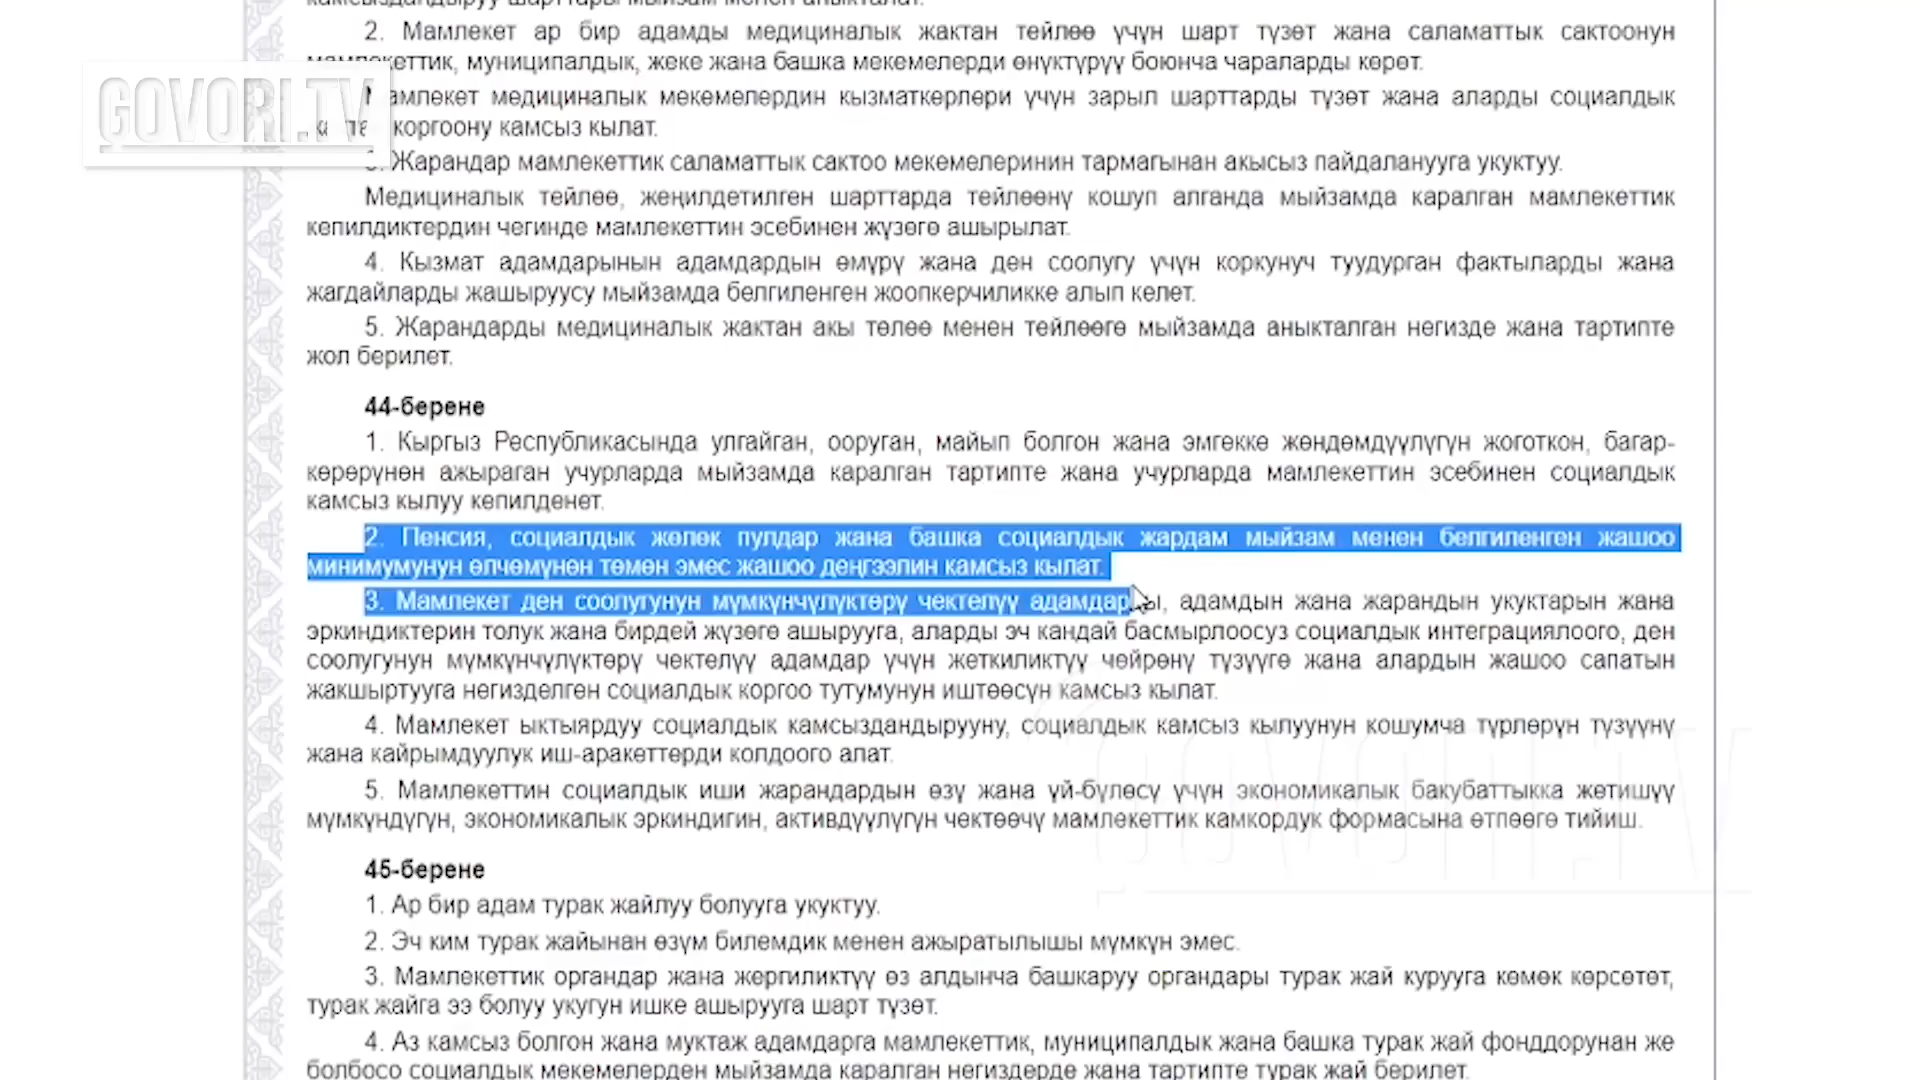 камсыздандыруу шарттары мыйзам менен аныкталат.
2. Мамлекет ар бир адамды медициналык жактан тейлөө үчүн шарт түзөт жана саламаттык сактоонун
мамлекеттик, муниципалдык, жеке жана башка мекемелерди өнүктүрүү боюнча чараларды көрөт.
GOVORI.TV
Мамлекет медициналык мекемелердин кызматкерлери үчүн зарыл шарттарды түзөт жана аларды социалдык
коргоону камсыз кылат.
3. Жарандар мамлекеттик саламаттык сактоо мекемелеринин тармагынан акысыз пайдаланууга укуктуу.
Медициналык тейлөө, жеңилдетилген шарттарда тейлөөнү кошуп алганда мыйзамда каралган мамлекеттик
кепилдиктердин чегинде мамлекеттин эсебинен жүзөгө ашырылат.
4. Кызмат адамдарынын адамдардын өмүрү жана ден соолугу үчүн коркунуч туудурган фактыларды жана
жагдайларды жашыруусу мыйзамда белгиленген жоопкерчиликке алып келет.
5. Жарандарды медициналык жактан акы төлөө менен тейлөөгө мыйзамда аныкталган негизде жана тартипте
жол берилет.
44-берене
1. Кыргыз Республикасында улгайган, ооруган, майып болгон жана эмгекке жөндөмдүүлүгүн жоготкон, багар-
көрөрүнөн ажыраган учурларда мыйзамда каралган тартипте жана учурларда мамлекеттин эсебинен социалдык
камсыз кылуу кепилденет.
2. Пенсия, социалдык жөлөк пулдар жана башка социалдык жардам мыйзам менен белгиленген жашоо
минимумунун өлчөмүнөн төмөн эмес жашоо деңгээлин камсыз кылат.
3. Мамлекет ден соолугунун мүмкүнчүлүктөрү чектелүү адамдарды, адамдын жана жарандын укуктарын жана
эркиндиктерин толук жана бирдей жүзөгө ашырууга, аларды эч кандай басмырлоосуз социалдык интеграциялоого, ден
соолугунун мүмкүнчүлүктөрү чектелүү адамдар үчүн жеткиликтүү чөйрөнү түзүүгө жана алардын жашоо сапатын
жакшыртууга негизделген социалдык коргоо тутумунун иштөөсүн камсыз кылат.
4. Мамлекет ыктыярдуу социалдык камсыздандырууну, социалдык камсыз кылуунун кошумча түрлөрүн түзүүнү
жана кайрымдуулук иш-аракеттерди колдоого алат.
5. Мамлекеттин социалдык иши жарандардын өзү жана үй-бүлөсү үчүн экономикалык бакубаттыкка жетишүү
мүмкүндүгүн, экономикалык эркиндигин, активдүүлүгүн чектөөчү мамлекеттик камкордук формасына өтпөөгө тийиш.
GOVORI.TV
45-берене
1. Ар бир адам турак жайлуу болууга укуктуу.
2. Эч ким турак жайынан өзүм билемдик менен ажыратылышы мүмкүн эмес.
3. Мамлекеттик органдар жана жергиликтүү өз алдынча башкаруу органдары турак жай курууга көмөк көрсөтөт,
турак жайга ээ болуу укугун ишке ашырууга шарт түзөт.
4. Аз камсыз болгон жана муктаж адамдарга мамлекеттик, муниципалдык жана башка турак жай фонддорунан же
болбосо социалдык мекемелерден мыйзамда каралган негиздерде жана тартипте турак жай берилет.